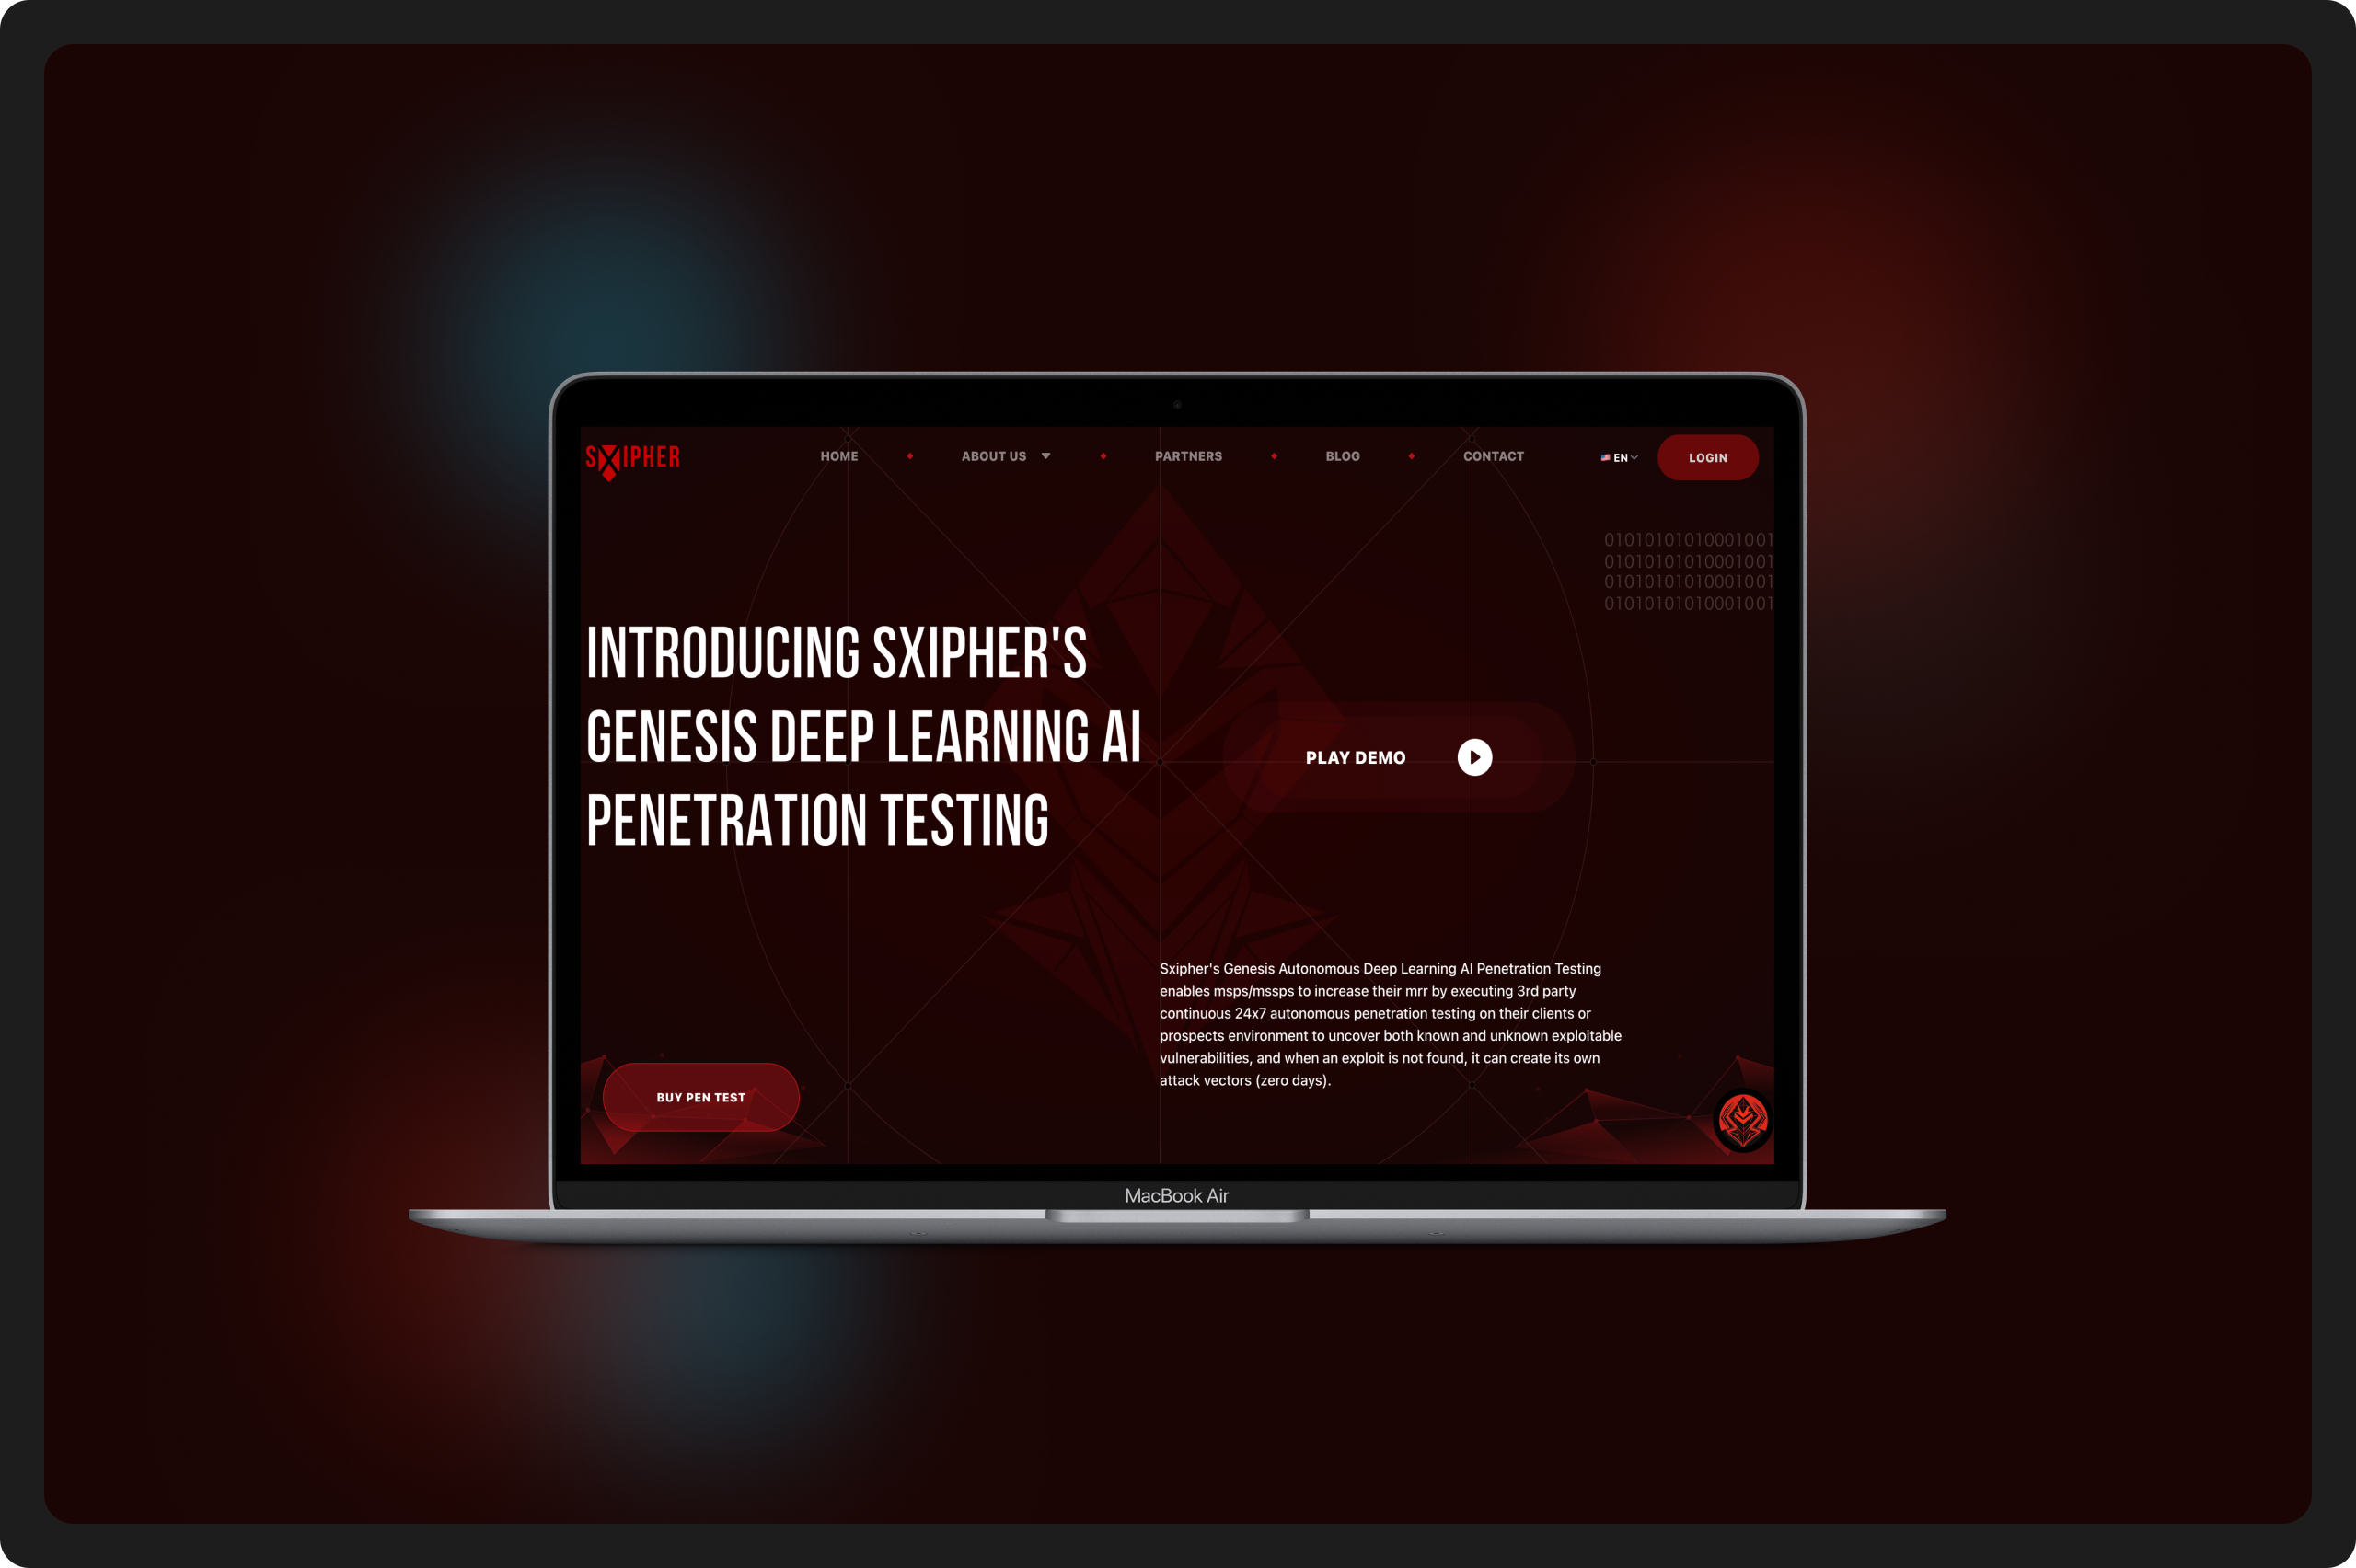 SXIPHER
HOME
ABOUT US
PARTNERS
BLOG
CONTACT
EN
LOGIN
01010101010001001
01010101010001001
01010101010001001
01010101010001001
INTRODUCING SXIPHER'S
GENESIS DEEP LEARNING AI
PENETRATION TESTING
PLAY DEMO
Sxipher's Genesis Autonomous Deep Learning AI Penetration Testing
enables msps/mssps to increase their mrr by executing 3rd party
continuous 24x7 autonomous penetration testing on their clients or
prospects environment to uncover both known and unknown exploitable
vulnerabilities, and when an exploit is not found, it can create its own
attack vectors (zero days).
BUY PEN TEST
MacBook Air